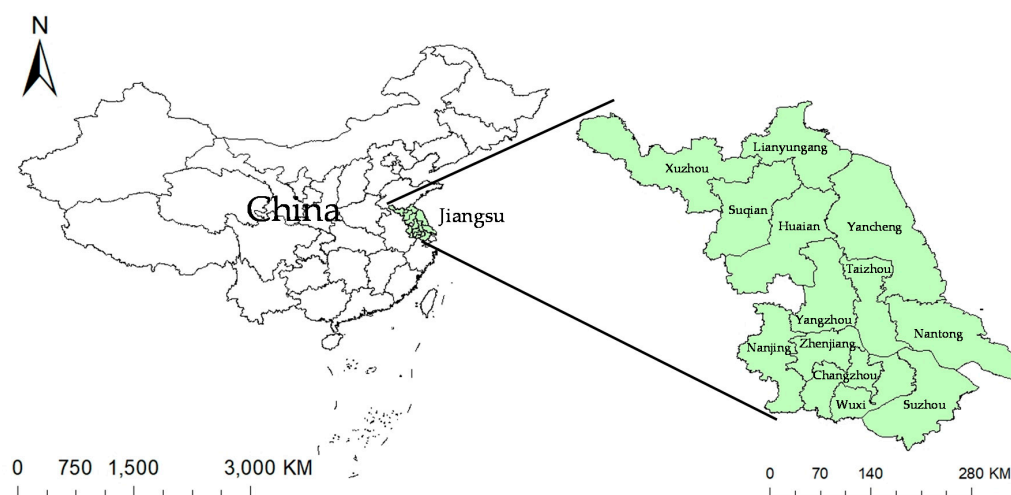 N
China
Jiangsu
Lianyungang
Xuzhou
Suqian
Huaian
Yancheng
Taizhou
Yangzhou
Nantong
Nanjing
Zhenjiang
Changzhou
Wuxi
Suzhou
0 750 1,500 3,000 KM
0 70 140 280 KM